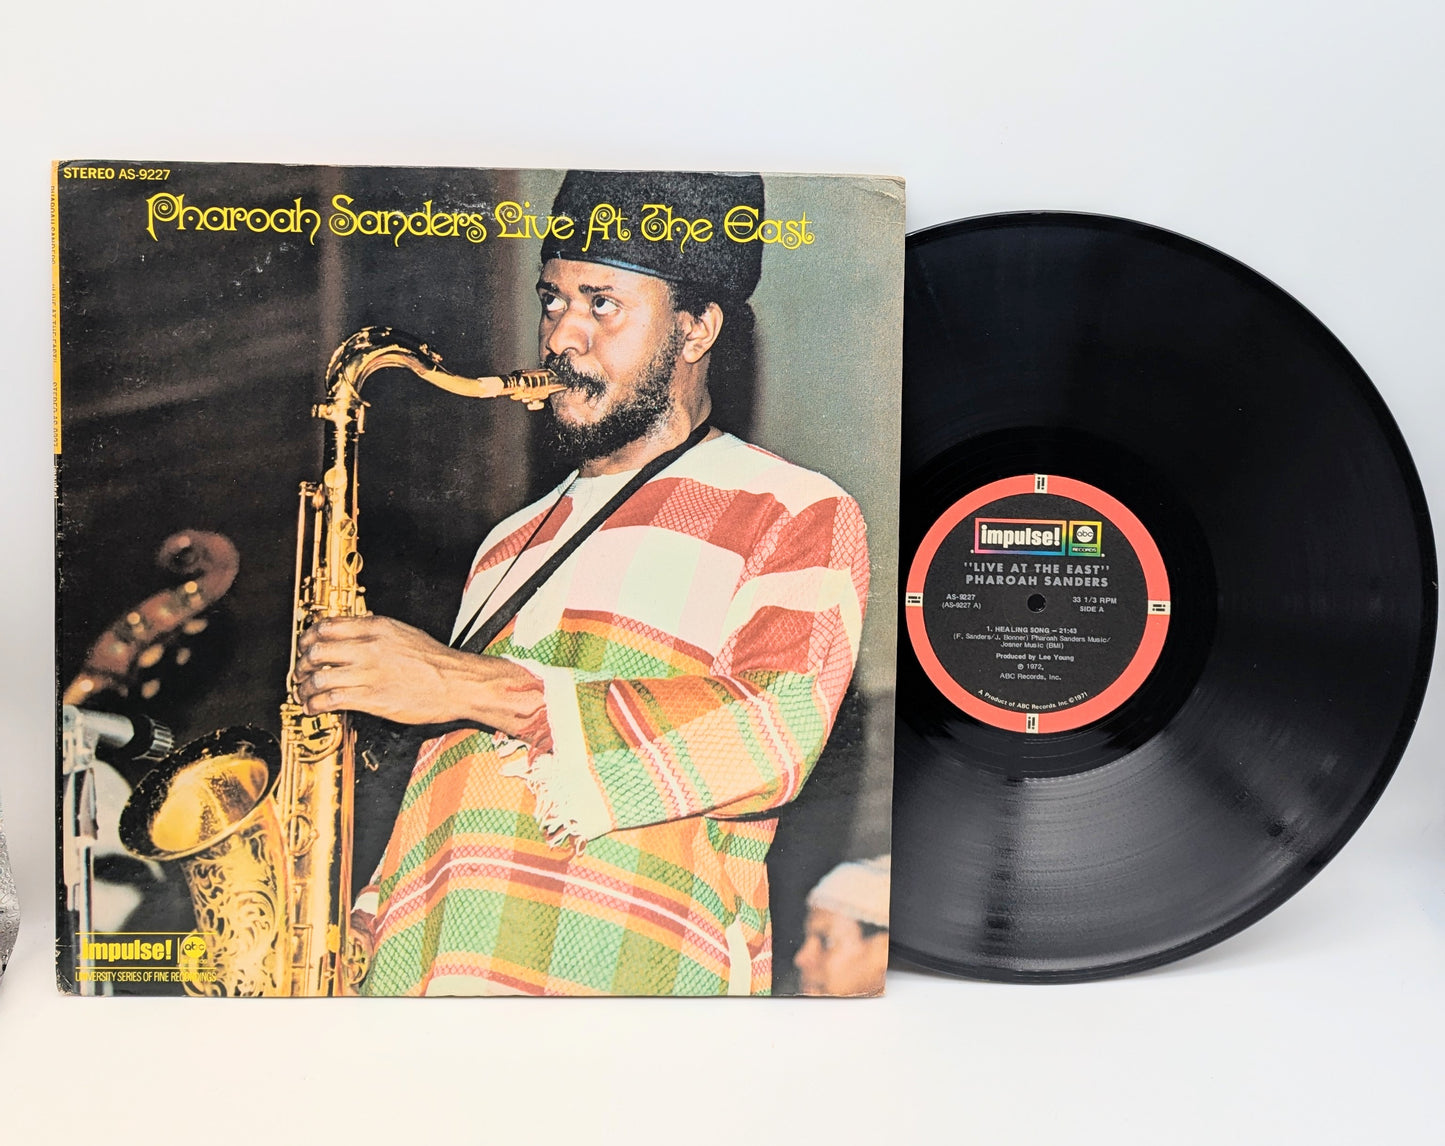 STEREO AS-9227
Pharoah Sanders Live At The East
impulse! abc
UNIVERSITY SERIES OF FINE RECORDINGS
i!
impulse! abc
RECORDS
"LIVE AT THE EAST"
PHAROAH SANDERS
AS-9227
(AS-9227 A)
33 1/3 RPM
SIDE A
1. HEALING SONG – 21:43
(F. Sanders/J. Bonner) Pharoah Sanders Music/
Josner Music (BMI)
Produced by Lee Young
℗ 1972,
ABC Records, Inc.
A Product of ABC Records, Inc. © 1971
i!
i!
i!